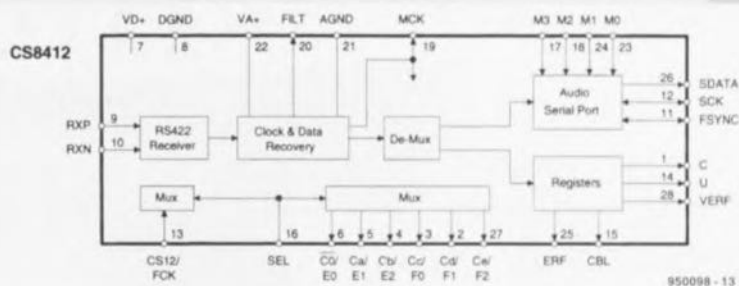 VD+ DGND VA+ FILT AGND MCK M3 M2 M1 M0
7 8 22 20 21 19 17 18 24 23
CS8412
RXP 9
RXN 10
RS422 Receiver
Clock & Data Recovery
De-Mux
Audio Serial Port
26 SDATA
12 SCK
11 FSYNC
Registers
1 C
14 U
28 VERF
Mux
Mux
13 16 6 5 4 3 2 27 25 15
CS12/ FCK
SEL
C0/ E0
Ca/ E1
Cb/ E2
Cc/ F0
Cd/ F1
Ce/ F2
ERF
CBL
950098 - 13